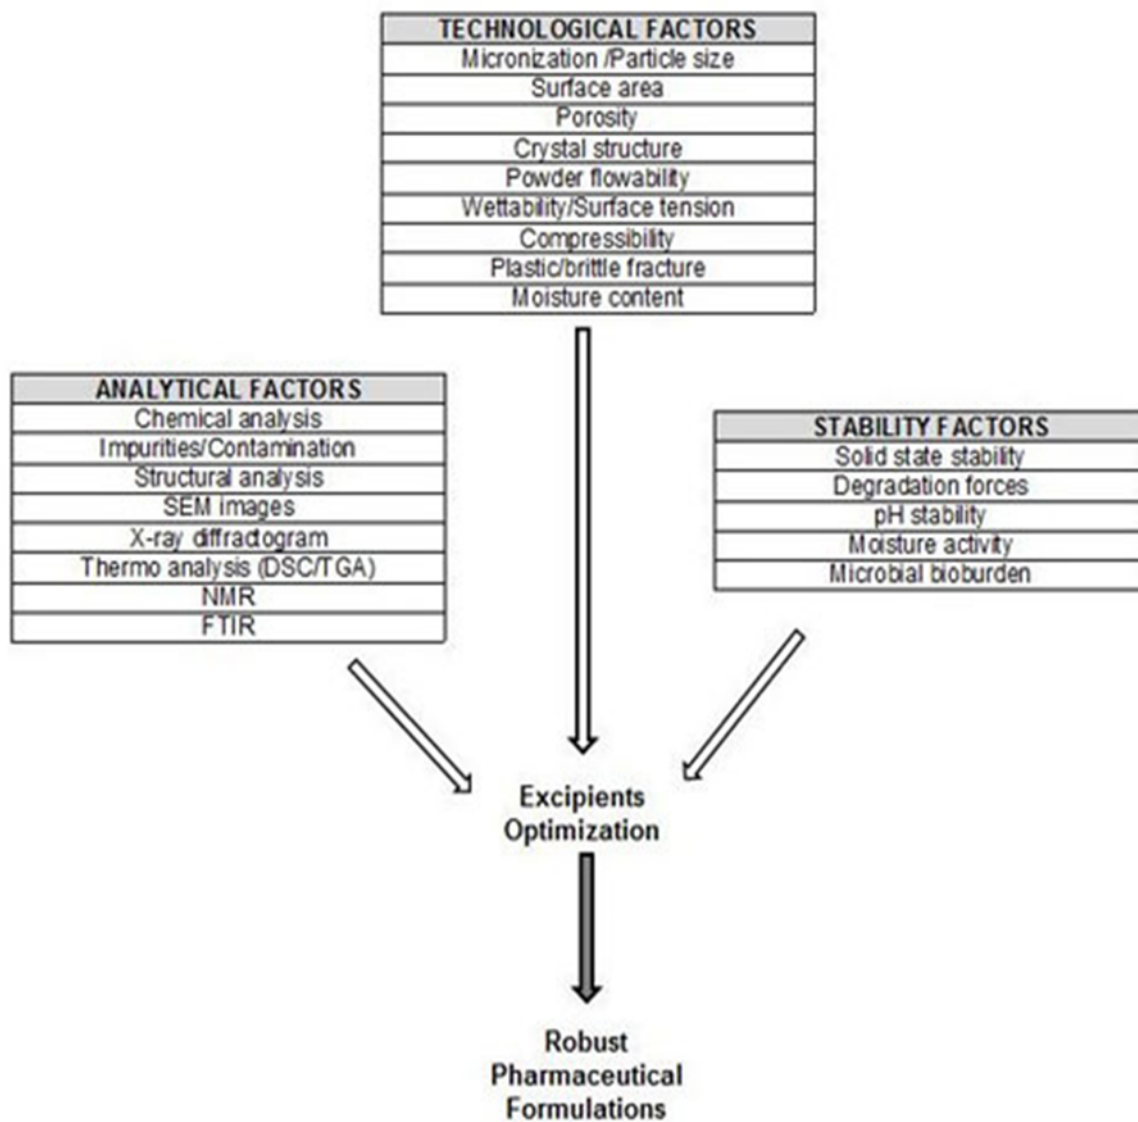 TECHNOLOGICAL FACTORS
Micronization /Particle size
Surface area
Porosity
Crystal structure
Powder flowability
Wettability/Surface tension
Compressibility
Plastic/brittle fracture
Moisture content
ANALYTICAL FACTORS
Chemical analysis
Impurities/Contamination
Structural analysis
SEM images
X-ray diffractogram
Thermo analysis (DSC/TGA)
NMR
FTIR
STABILITY FACTORS
Solid state stability
Degradation forces
pH stability
Moisture activity
Microbial bioburden
Excipients
Optimization
Robust
Pharmaceutical
Formulations